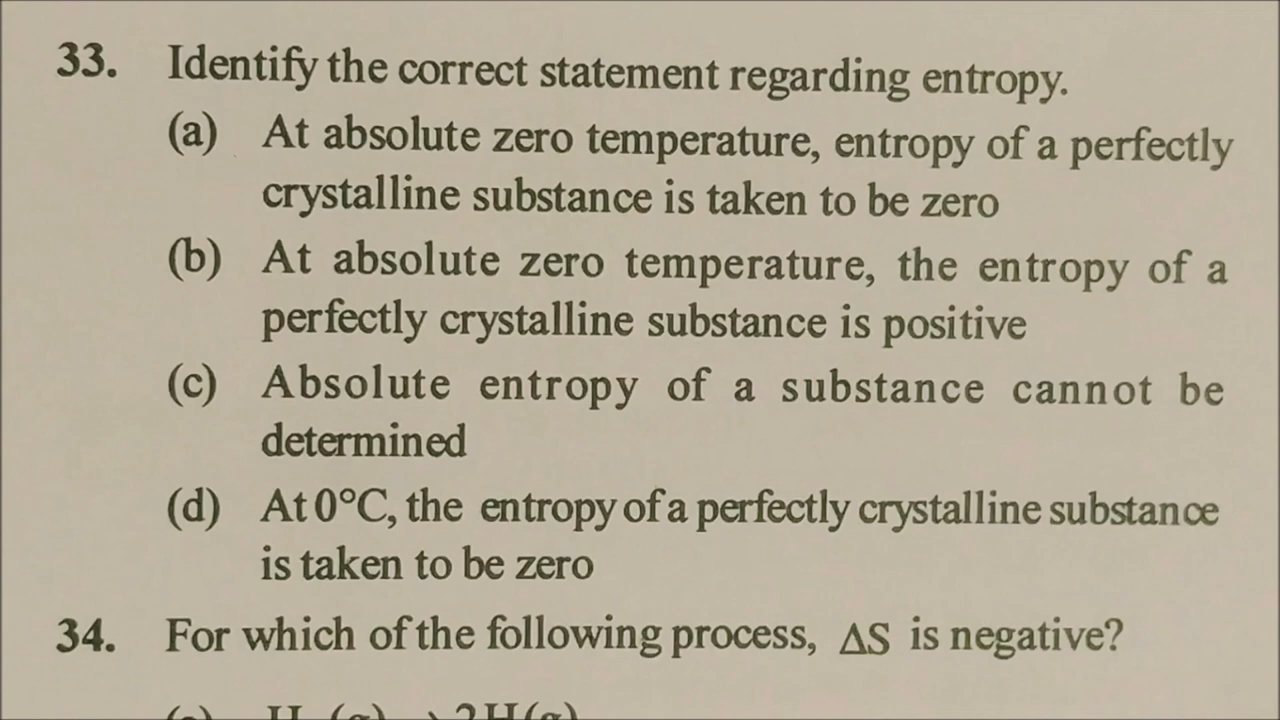 33. Identify the correct statement regarding entropy.
(a) At absolute zero temperature, entropy of a perfectly
crystalline substance is taken to be zero
(b) At absolute zero temperature, the entropy of a
perfectly crystalline substance is positive
(c) Absolute entropy of a substance cannot be
determined
(d) At 0°C, the entropy of a perfectly crystalline substance
is taken to be zero
34. For which of the following process, ΔS is negative?